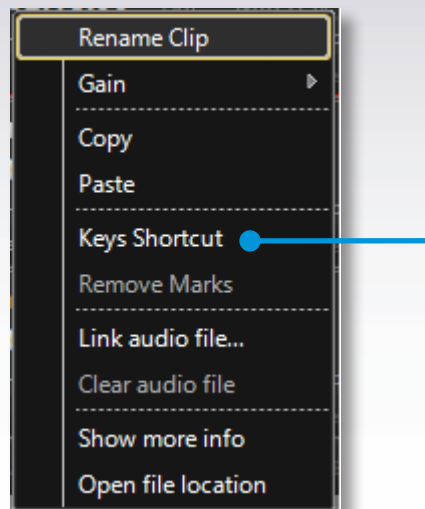 Rename Clip
Gain
Copy
Paste
Keys Shortcut
Remove Marks
Link audio file...
Clear audio file
Show more info
Open file location